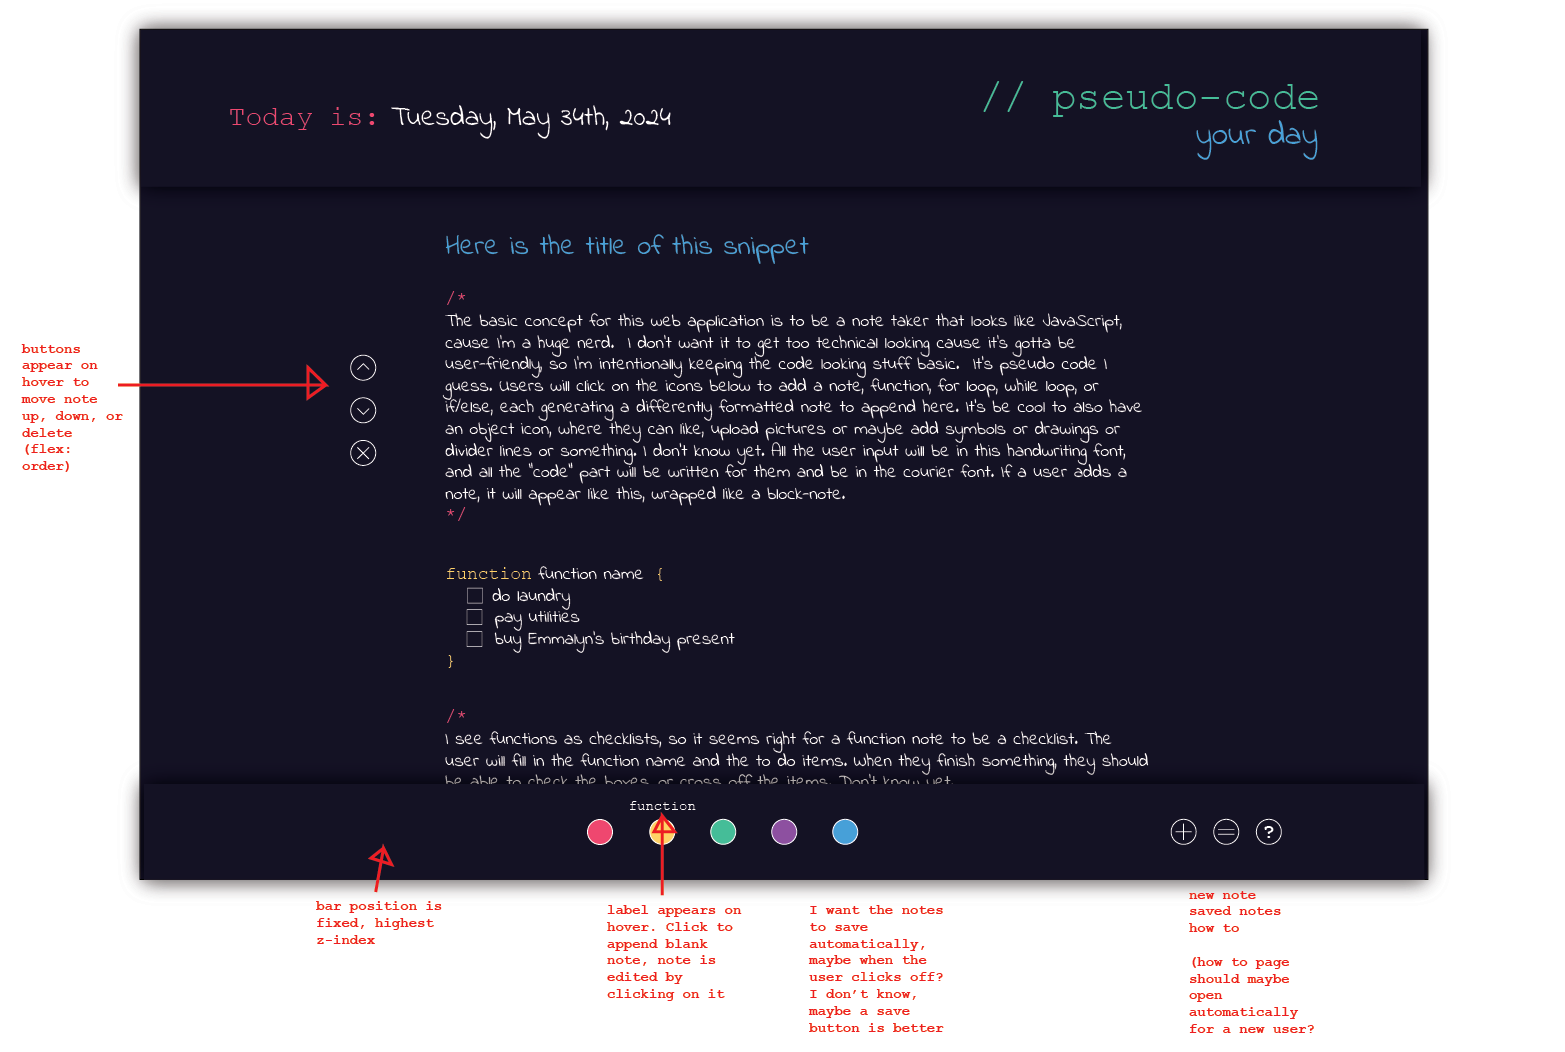 Today is: Tuesday, May 34th, 2024
// pseudo-code
your day
Here is the title of this snippet
/*
The basic concept for this web application is to be a note taker that looks like JavaScript,
cause I'm a huge nerd. I don't want it to get too technical looking cause it's gotta be
user-friendly, so I'm intentionally keeping the code looking stuff basic. It's pseudo code I
guess. Users will click on the icons below to add a note, function, for loop, while loop, or
if/else, each generating a differently formatted note to append here. It's be cool to also have
an object icon, where they can like, upload pictures or maybe add symbols or drawings or
divider lines or something. I don't know yet. All the user input will be in this handwriting font,
and all the "code" part will be written for them and be in the courier font. If a user adds a
note, it will appear like this, wrapped like a block-note.
*/
function function name {
do laundry
pay utilities
buy Emmalyn's birthday present
}
/*
I see functions as checklists, so it seems right for a function note to be a checklist. The
user will fill in the function name and the to do items. When they finish something, they should
be able to check the boxes or cross off the items. Don't know yet.
function
?
buttons
appear on
hover to
move note
up, down, or
delete
(flex:
order)
bar position is
fixed, highest
z-index
label appears on
hover. Click to
append blank
note, note is
edited by
clicking on it
I want the notes
to save
automatically,
maybe when the
user clicks off?
I don't know,
maybe a save
button is better
new note
saved notes
how to
(how to page
should maybe
open
automatically
for a new user?